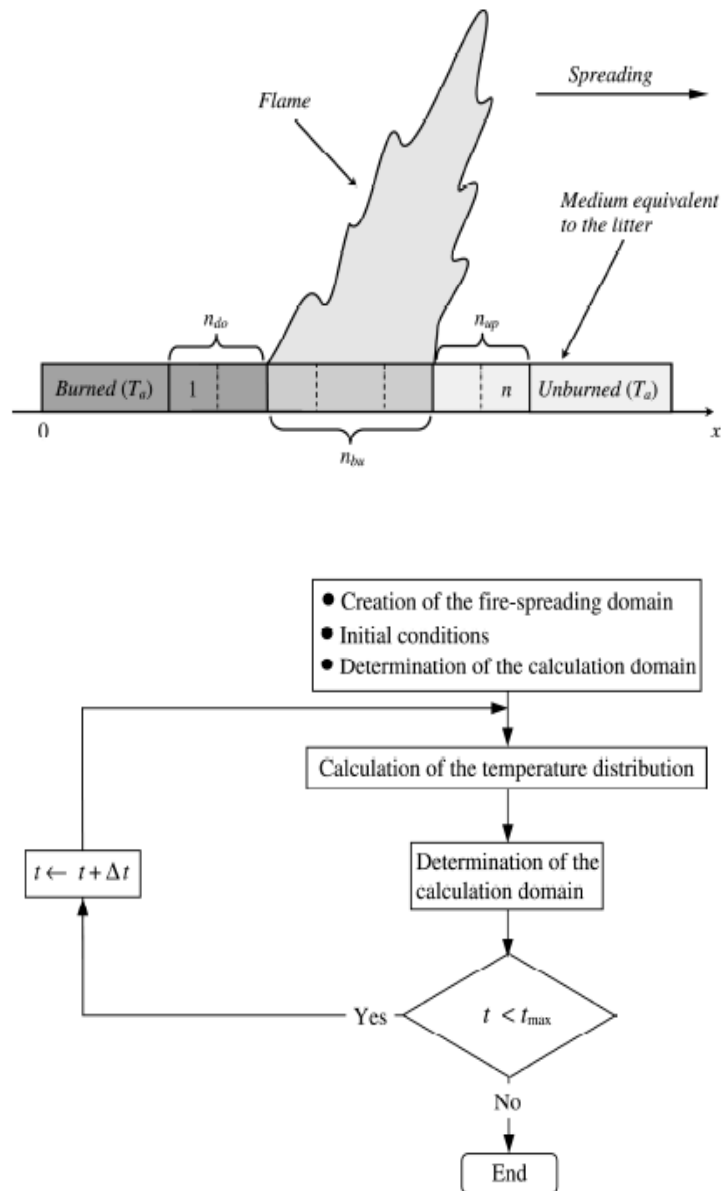 Spreading
Flame
Medium equivalent
to the litter
n_do
n_up
Burned (T_a)
1
n
Unburned (T_a)
0
x
n_bu
● Creation of the fire-spreading domain
● Initial conditions
● Determination of the calculation domain
Calculation of the temperature distribution
t ← t + Δt
Determination of the
calculation domain
Yes
t < t_max
No
End